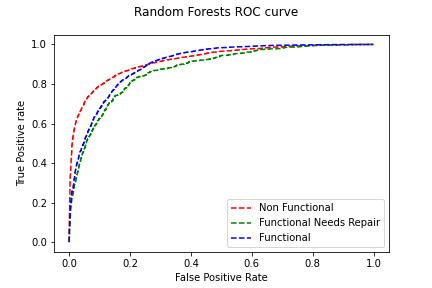 Random Forests ROC curve
True Positive rate
1.0
0.8
0.6
0.4
0.2
0.0
Non Functional
Functional Needs Repair
Functional
0.0 0.2 0.4 0.6 0.8 1.0
False Positive Rate